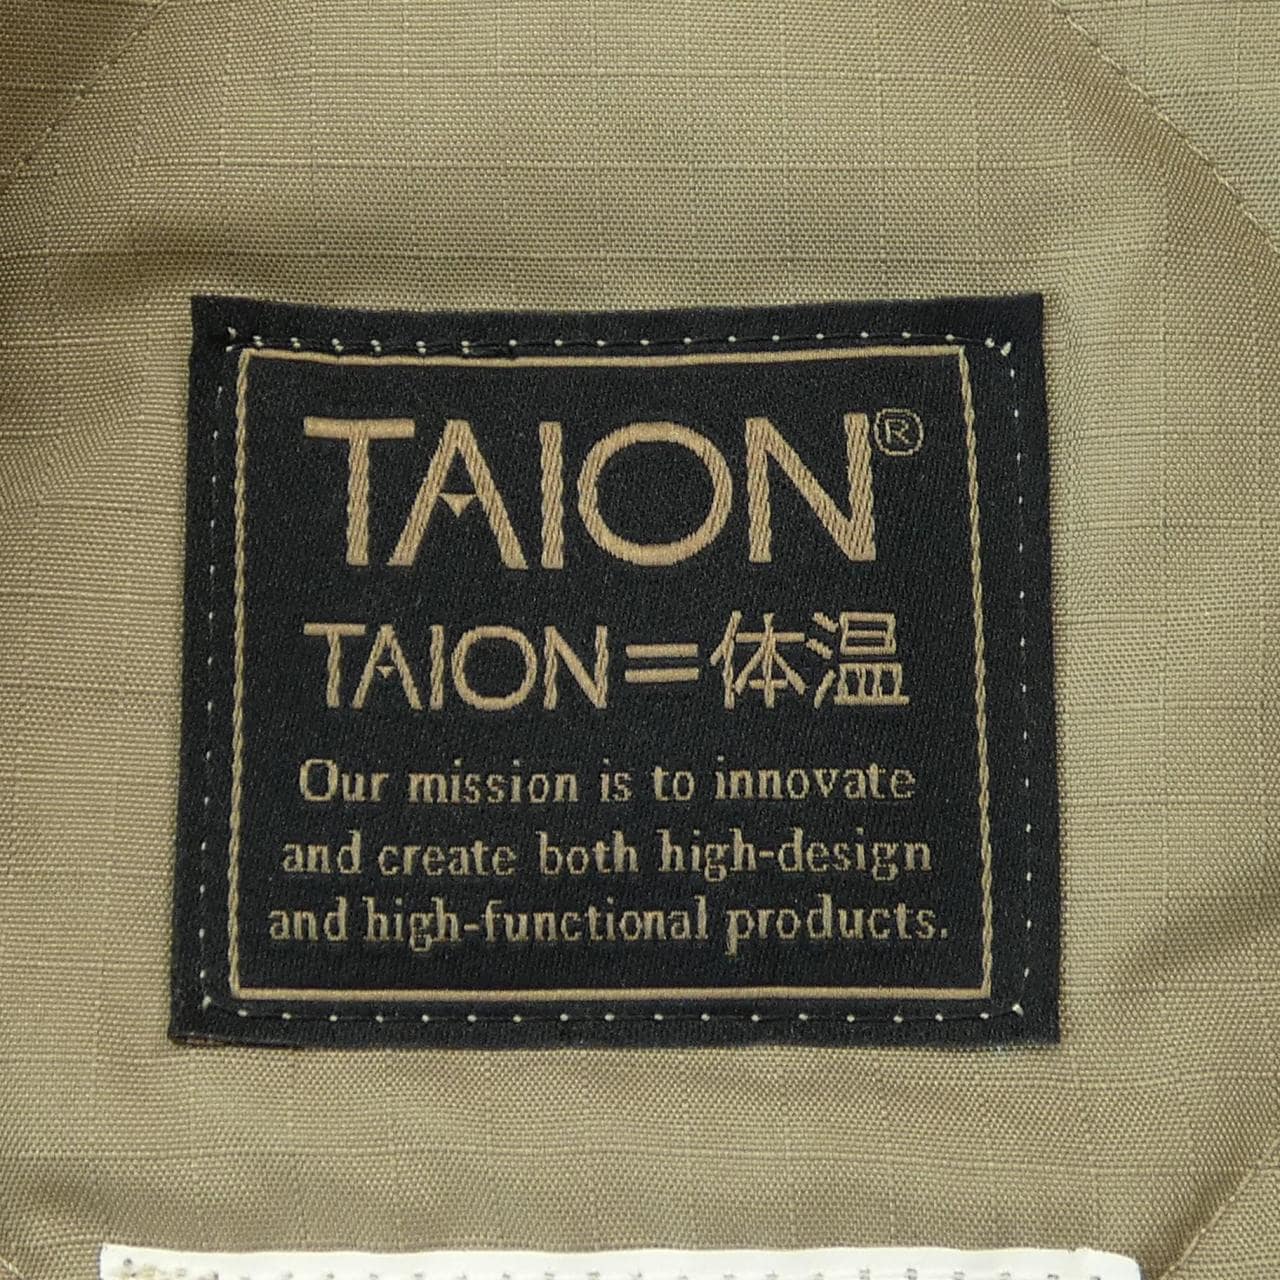 TAION®
TAION=体温
Our mission is to innovate
and create both high-design
and high-functional products.